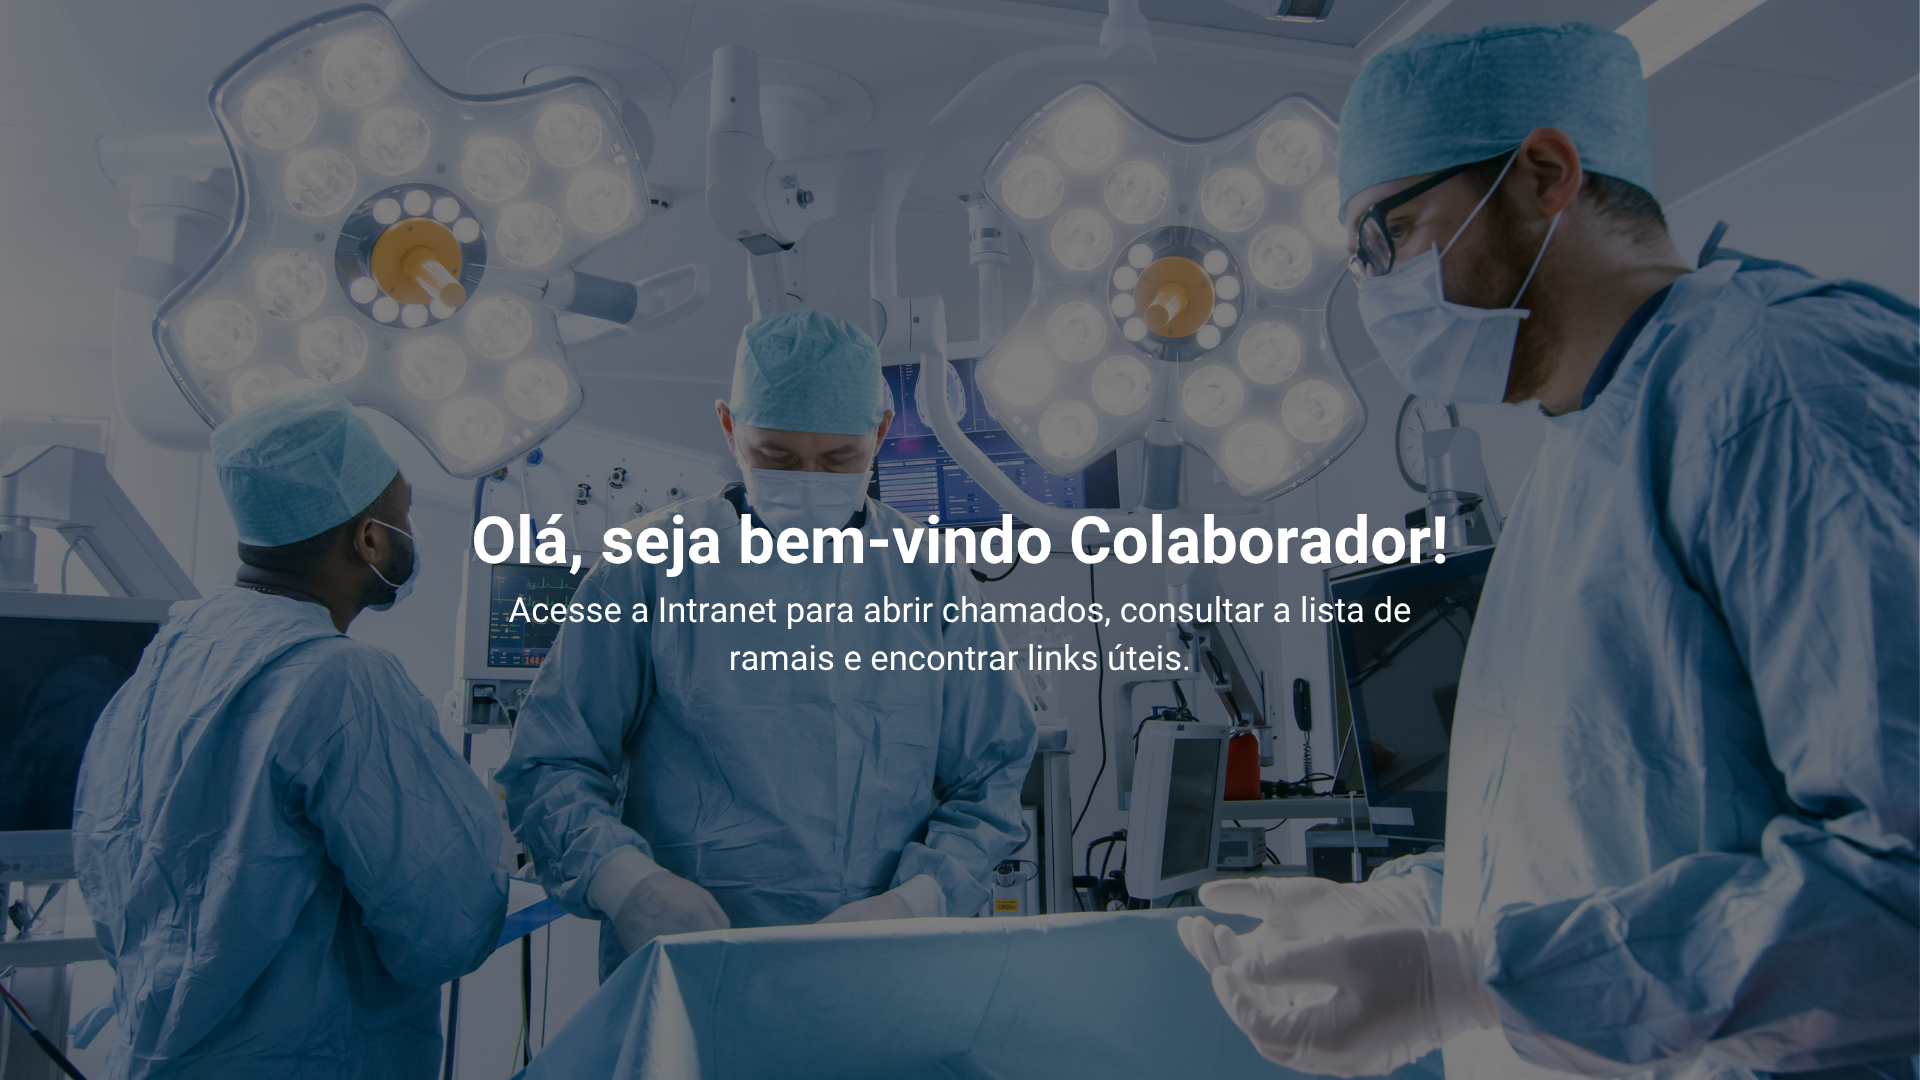 Olá, seja bem-vindo Colaborador!
Acesse a Intranet para abrir chamados, consultar a lista de
ramais e encontrar links úteis.